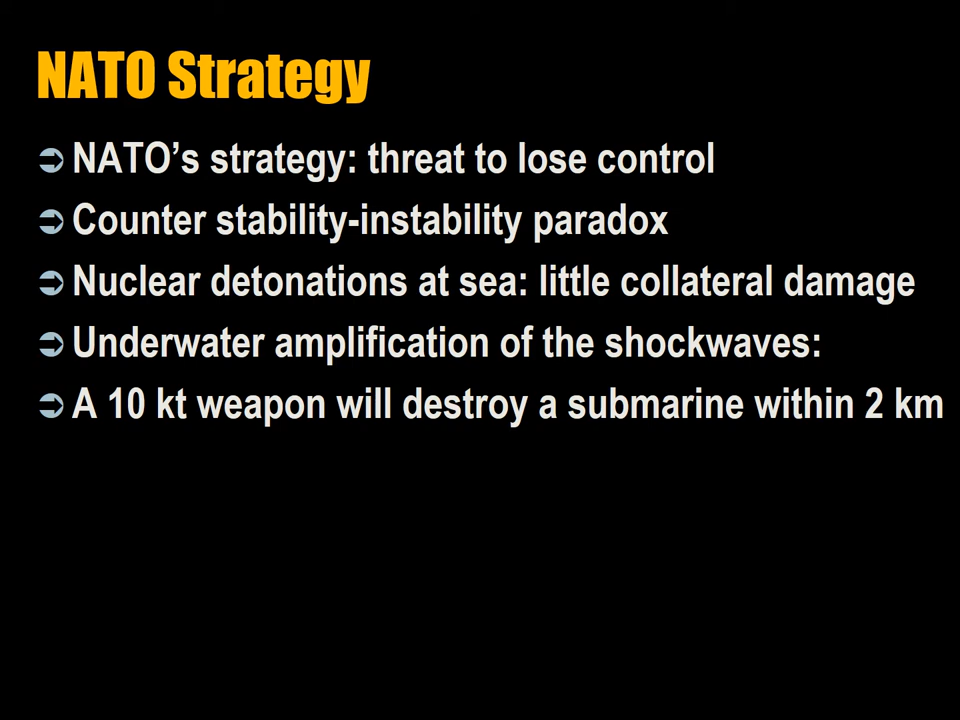 NATO Strategy
NATO’s strategy: threat to lose control
Counter stability-instability paradox
Nuclear detonations at sea: little collateral damage
Underwater amplification of the shockwaves:
A 10 kt weapon will destroy a submarine within 2 km